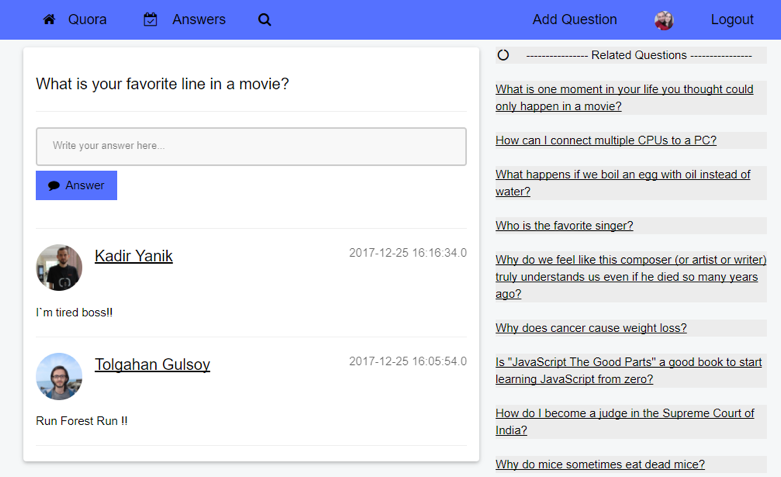 Quora Answers Add Question Logout
What is your favorite line in a movie?
Write your answer here...
Answer
Kadir Yanik 2017-12-25 16:16:34.0
I`m tired boss!!
Tolgahan Gulsoy 2017-12-25 16:05:54.0
Run Forest Run !!
--------------- Related Questions ---------------
What is one moment in your life you thought could
only happen in a movie?
How can I connect multiple CPUs to a PC?
What happens if we boil an egg with oil instead of
water?
Who is the favorite singer?
Why do we feel like this composer (or artist or writer)
truly understands us even if he died so many years
ago?
Why does cancer cause weight loss?
Is "JavaScript The Good Parts" a good book to start
learning JavaScript from zero?
How do I become a judge in the Supreme Court of
India?
Why do mice sometimes eat dead mice?